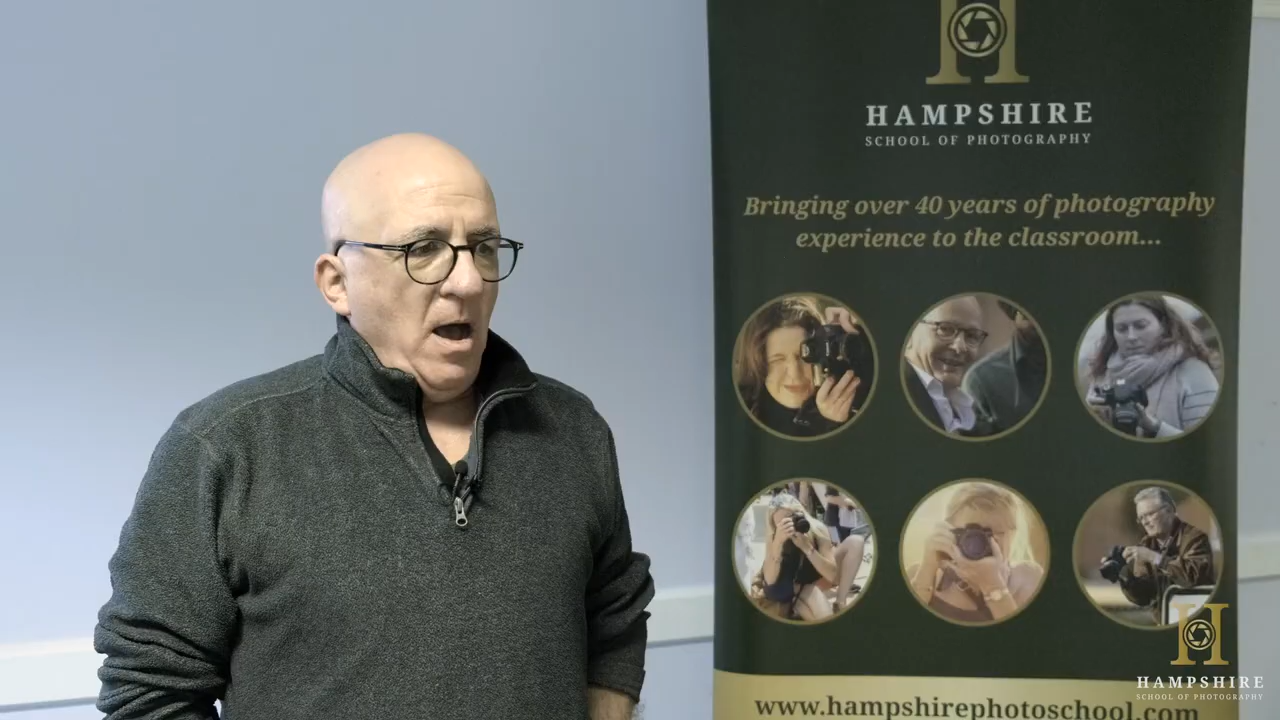 H
HAMPSHIRE
SCHOOL OF PHOTOGRAPHY
Bringing over 40 years of photography
experience to the classroom...
www.hampshirephotoschool.com
H
HAMPSHIRE
SCHOOL OF PHOTOGRAPHY